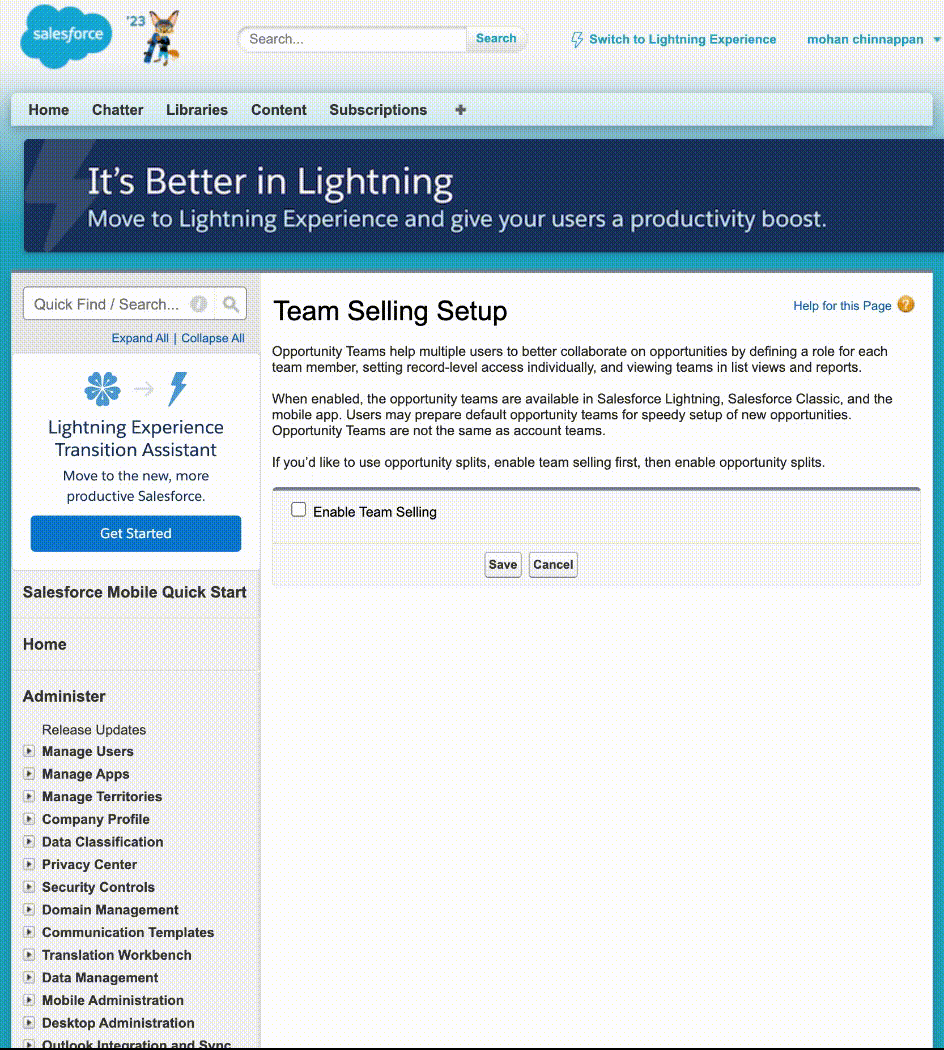 salesforce
'23
Search...
Search
Switch to Lightning Experience
mohan chinnappan
Home
Chatter
Libraries
Content
Subscriptions
It's Better in Lightning
Move to Lightning Experience and give your users a productivity boost.
Quick Find / Search...
Expand All | Collapse All
Lightning Experience
Transition Assistant
Move to the new, more
productive Salesforce.
Get Started
Salesforce Mobile Quick Start
Home
Administer
Release Updates
Manage Users
Manage Apps
Manage Territories
Company Profile
Data Classification
Privacy Center
Security Controls
Domain Management
Communication Templates
Translation Workbench
Data Management
Mobile Administration
Desktop Administration
Outlook Integration and Sync
Team Selling Setup
Help for this Page
Opportunity Teams help multiple users to better collaborate on opportunities by defining a role for each
team member, setting record-level access individually, and viewing teams in list views and reports.
When enabled, the opportunity teams are available in Salesforce Lightning, Salesforce Classic, and the
mobile app. Users may prepare default opportunity teams for speedy setup of new opportunities.
Opportunity Teams are not the same as account teams.
If you'd like to use opportunity splits, enable team selling first, then enable opportunity splits.
Enable Team Selling
Save
Cancel